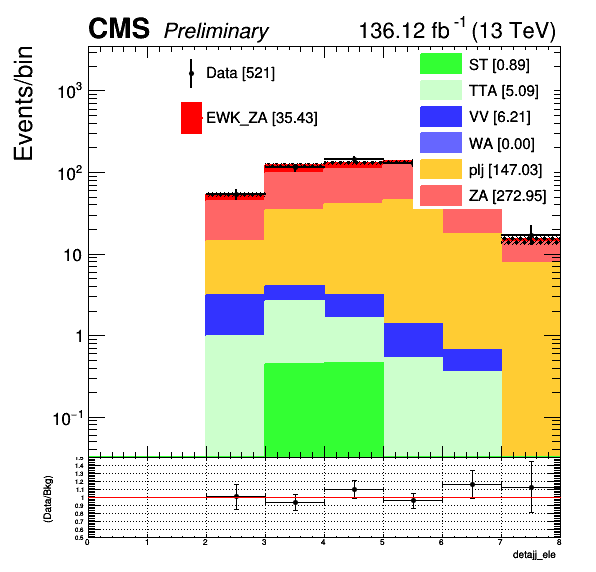 CMS Preliminary 136.12 fb⁻¹ (13 TeV)
Events/bin
Data [521]
EWK_ZA [35.43]
ST [0.89]
TTA [5.09]
VV [6.21]
WA [0.00]
plj [147.03]
ZA [272.95]
10³
10²
10
1
10⁻¹
(Data/Bkg)
1.5
1.4
1.3
1.2
1.1
1
0.9
0.8
0.7
0.6
0.5
0 1 2 3 4 5 6 7 8
detajj_ele